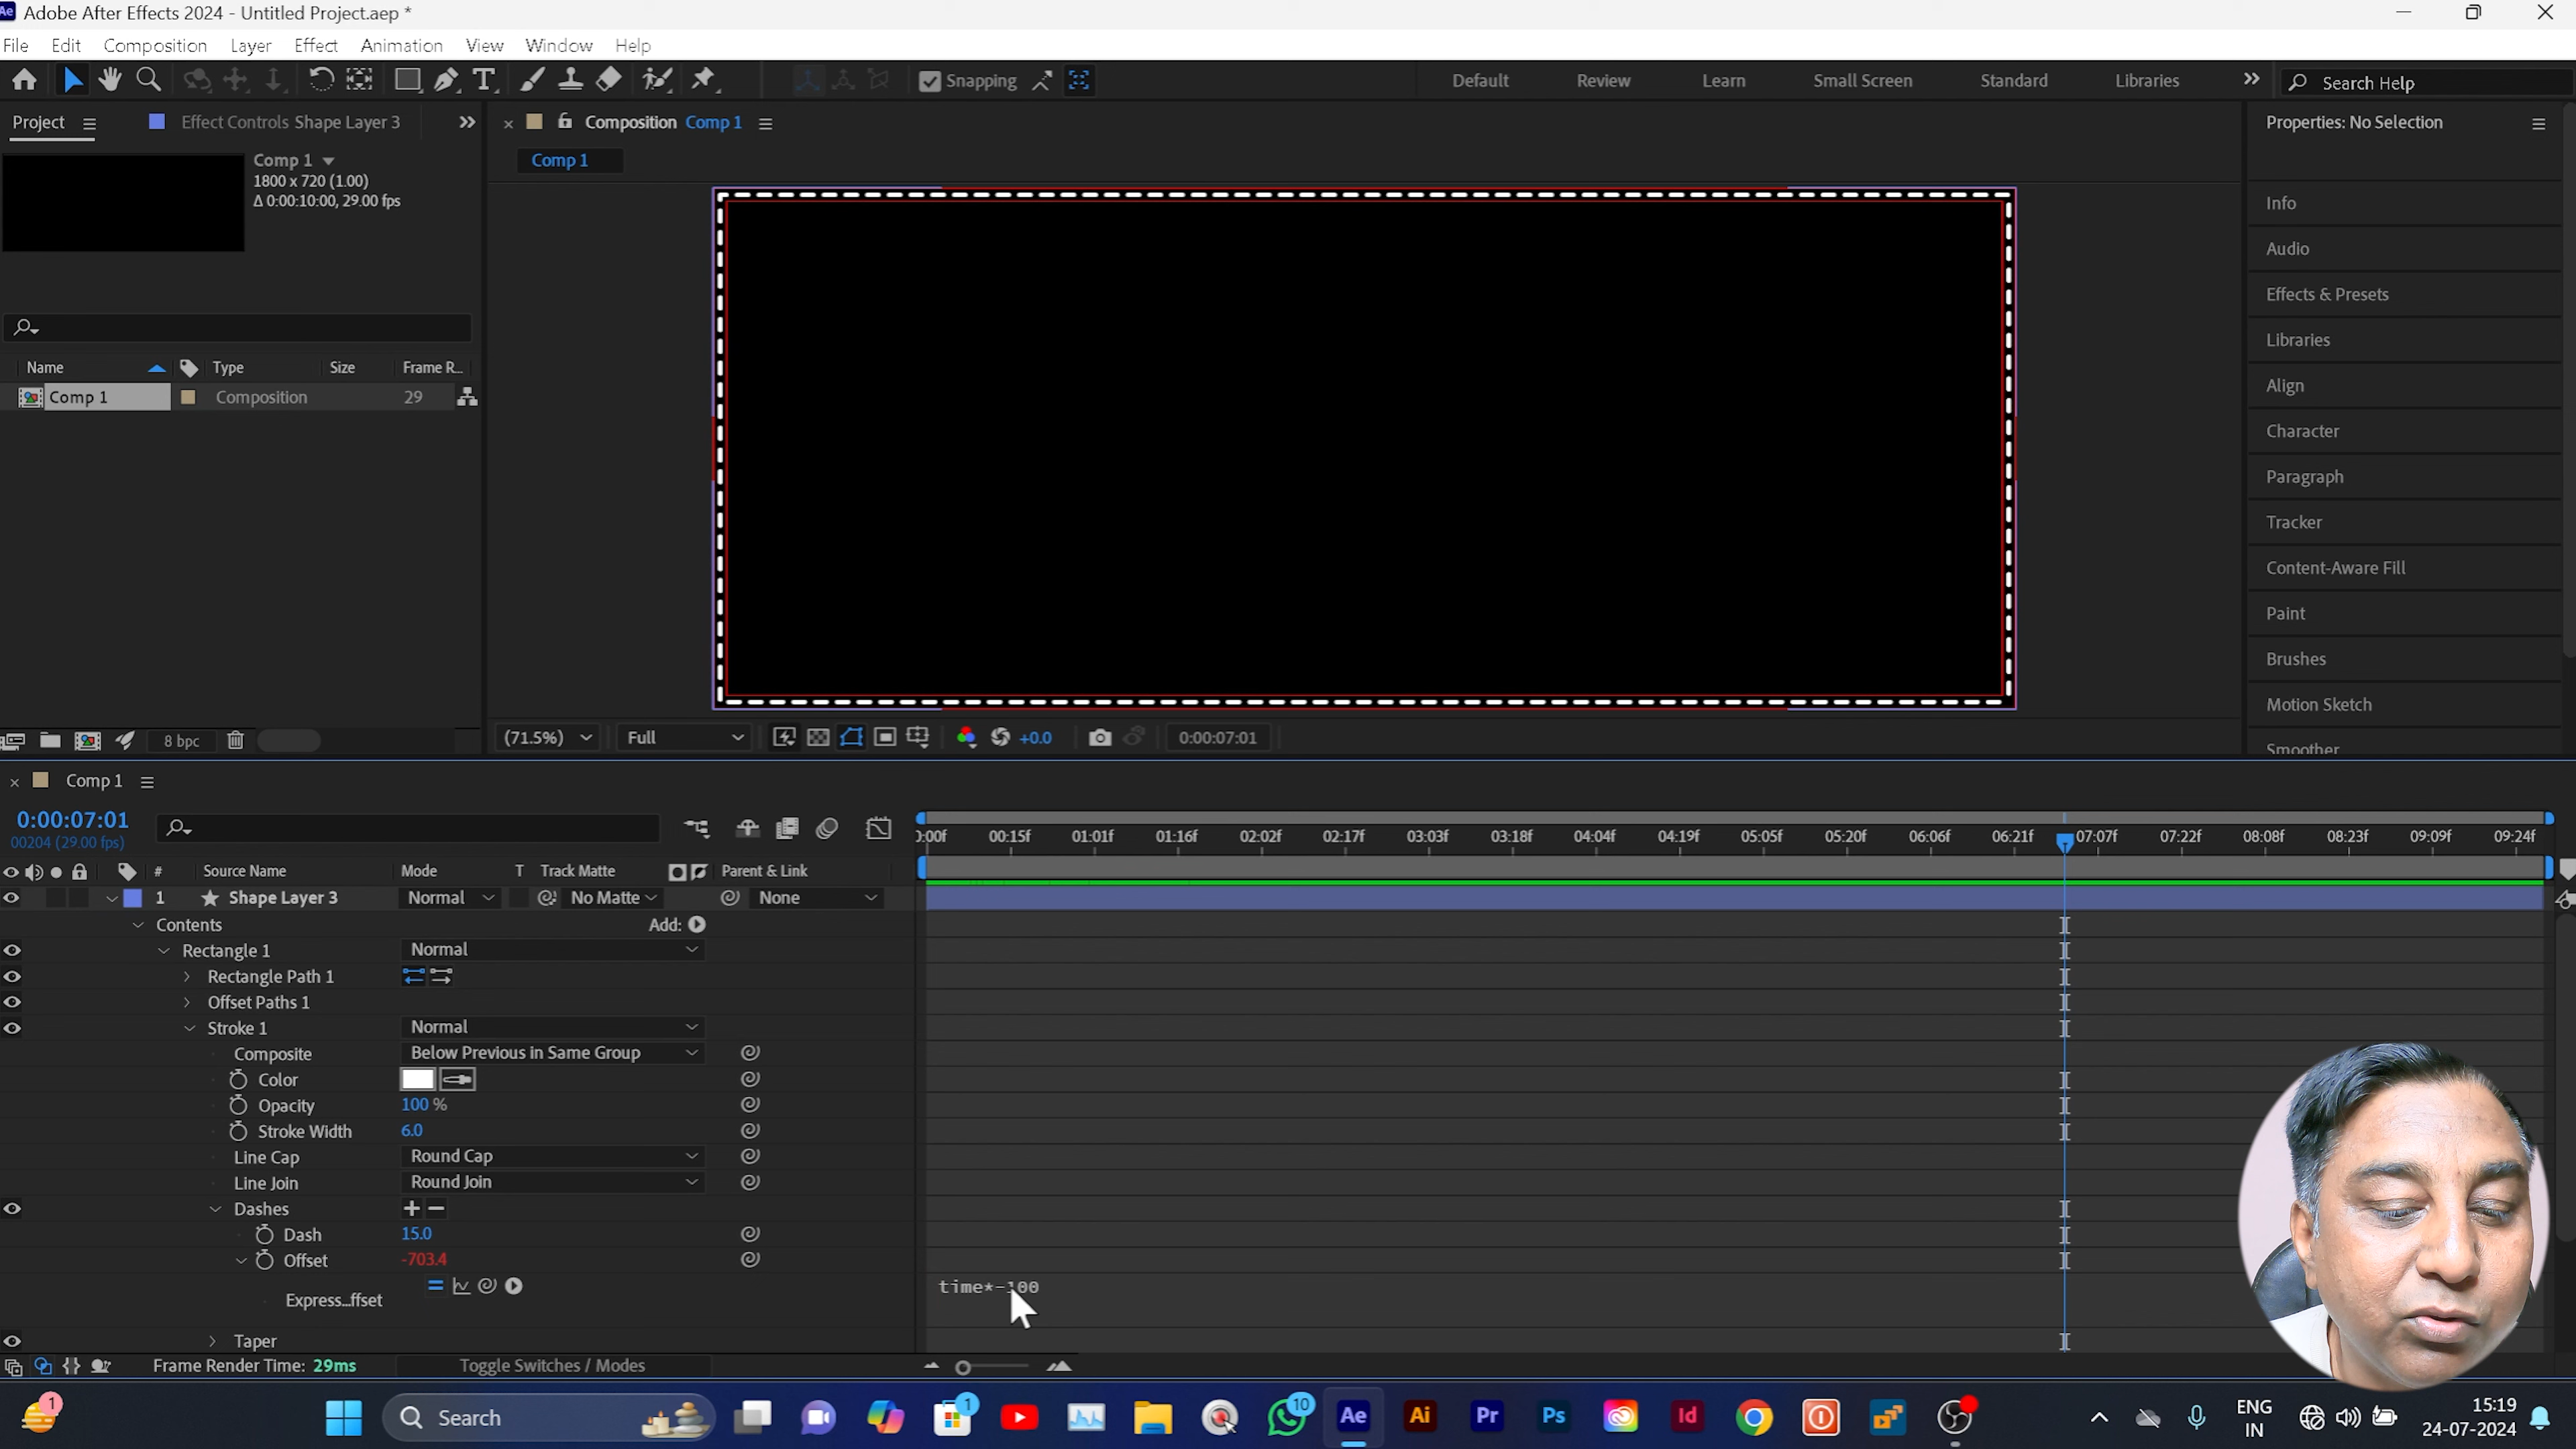 Ae Adobe After Effects 2024 - Untitled Project.aep *
File Edit Composition Layer Effect Animation View Window Help
T Snapping Default Review Learn Small Screen Standard Libraries Search Help
Project Effect Controls Shape Layer 3
Composition Comp 1
Properties: No Selection
Comp 1
1800 x 720 (1.00)
Δ 0:00:10:00, 29.00 fps
Comp 1
Info
Audio
Effects & Presets
Libraries
Align
Character
Paragraph
Tracker
Content-Aware Fill
Paint
Brushes
Motion Sketch
Smoother
Name Type Size Frame R...
Comp 1 Composition 29
8 bpc
(71.5%) Full +0.0 0:00:07:01
Comp 1
0:00:07:01
00204 (29.00 fps)
:00f 00:15f 01:01f 01:16f 02:02f 02:17f 03:03f 03:18f 04:04f 04:19f 05:05f 05:20f 06:06f 06:21f 07:07f 07:22f 08:08f 08:23f 09:09f 09:24f
# Source Name Mode T Track Matte Parent & Link
1 Shape Layer 3 Normal No Matte None
Contents Add:
Rectangle 1 Normal
Rectangle Path 1
Offset Paths 1
Stroke 1 Normal
Composite Below Previous in Same Group
Color
Opacity 100 %
Stroke Width 6.0
Line Cap Round Cap
Line Join Round Join
Dashes
Dash 15.0
Offset -703.4
Express...ffset time*-100
Taper
Frame Render Time: 29ms Toggle Switches / Modes
1 Search 1 10 Ae Ai Pr Ps Id
ENG
IN
15:19
24-07-2024